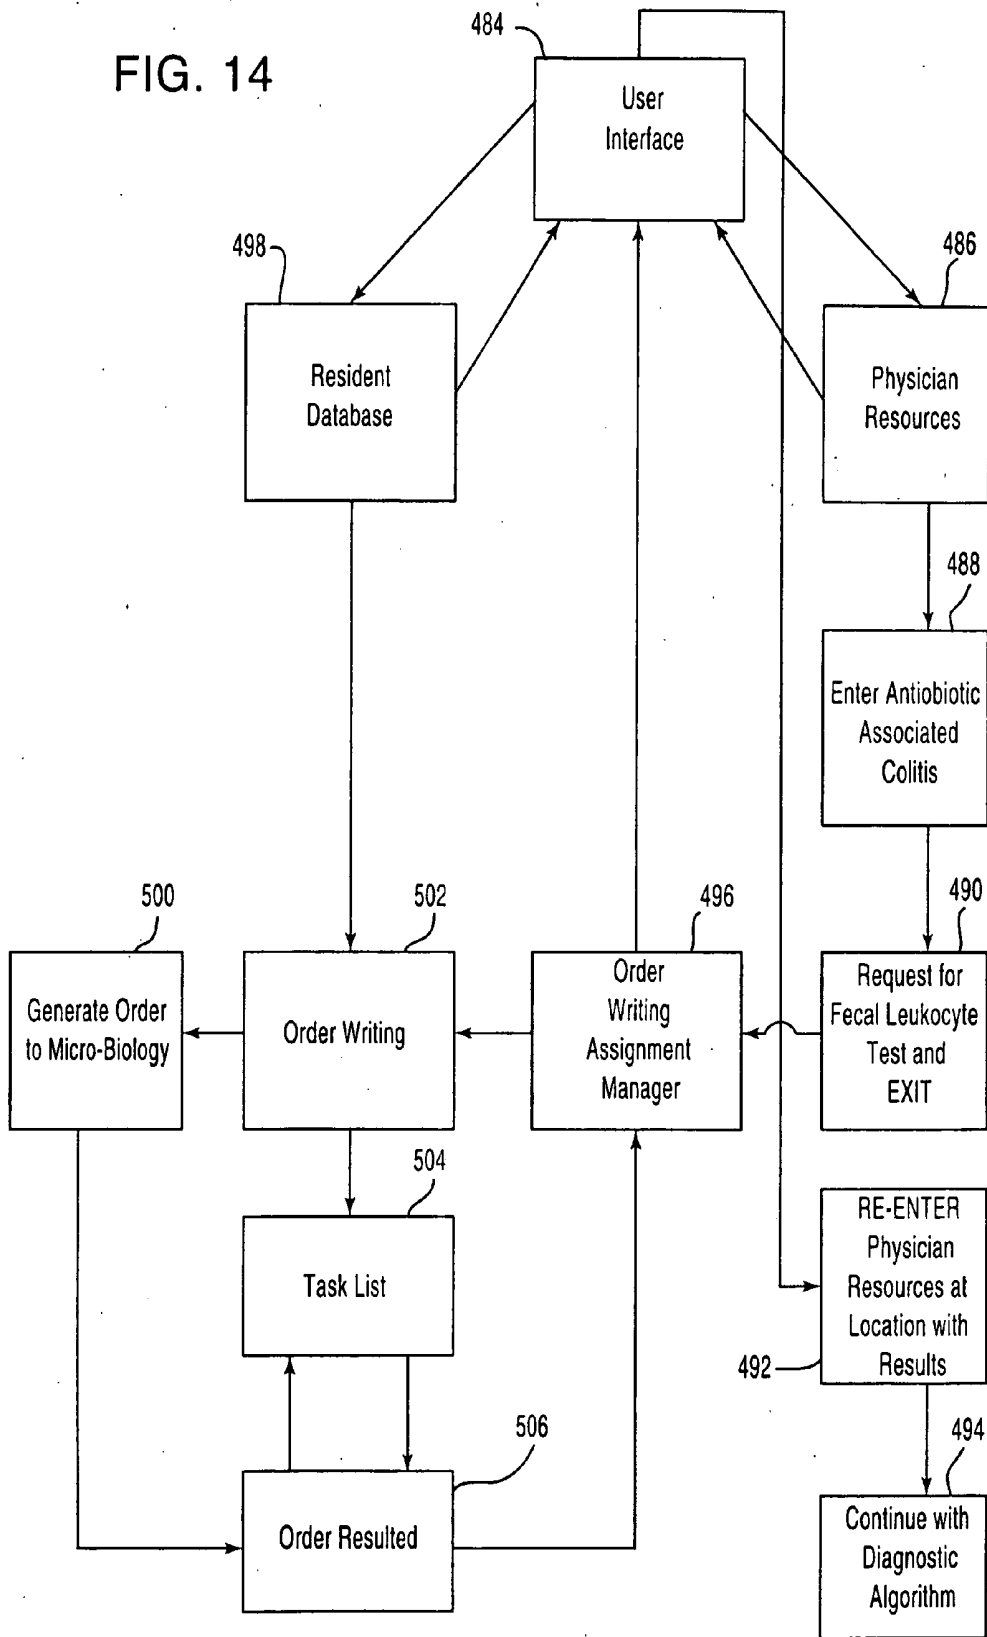 FIG. 14
484
User
Interface
498
Resident
Database
486
Physician
Resources
488
Enter Antiobiotic
Associated
Colitis
500
Generate Order
to Micro-Biology
502
Order Writing
496
Order
Writing
Assignment
Manager
490
Request for
Fecal Leukocyte
Test and
EXIT
504
Task List
RE-ENTER
Physician
Resources at
Location with
Results
492
506
Order Resulted
494
Continue with
Diagnostic
Algorithm